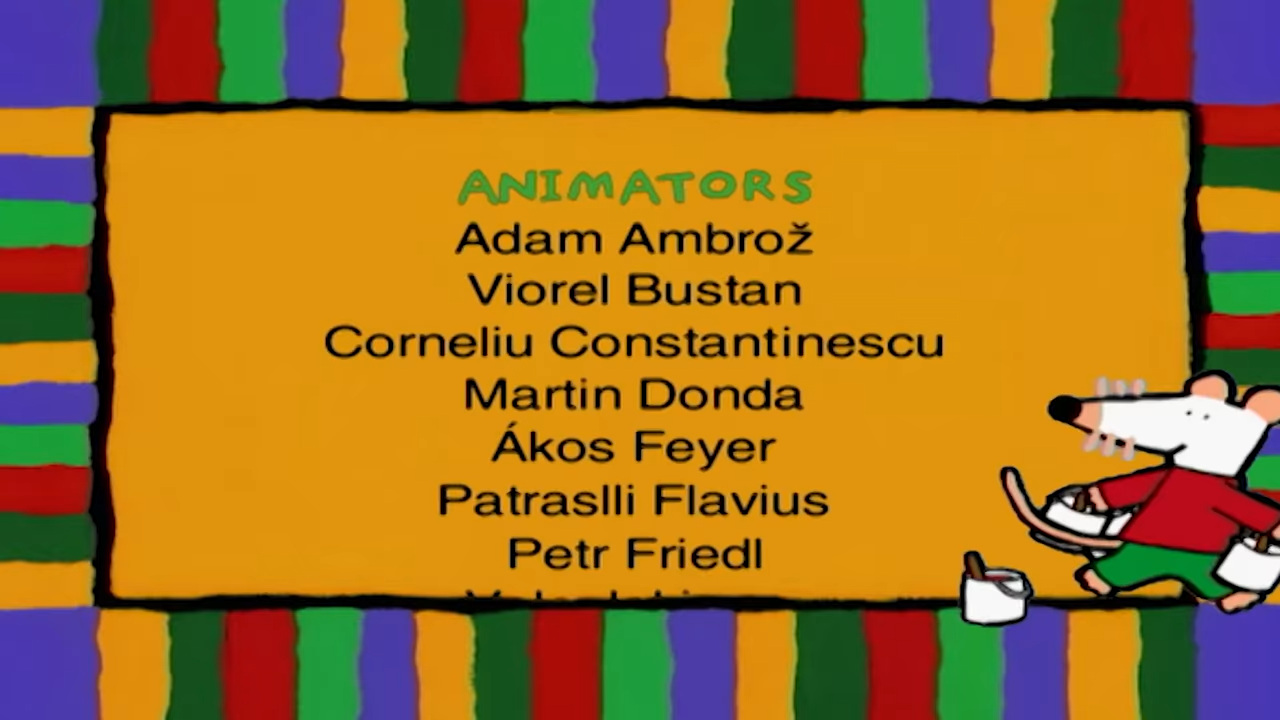 ANIMATORS
Adam Ambrož
Viorel Bustan
Corneliu Constantinescu
Martin Donda
Ákos Feyer
Patraslli Flavius
Petr Friedl